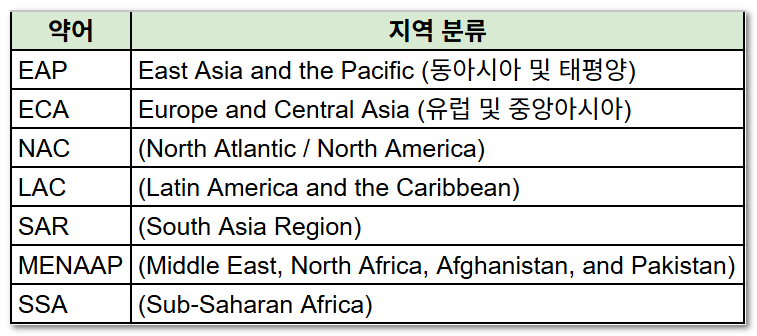 약어 지역 분류
EAP East Asia and the Pacific (동아시아 및 태평양)
ECA Europe and Central Asia (유럽 및 중앙아시아)
NAC (North Atlantic / North America)
LAC (Latin America and the Caribbean)
SAR (South Asia Region)
MENAAP (Middle East, North Africa, Afghanistan, and Pakistan)
SSA (Sub-Saharan Africa)